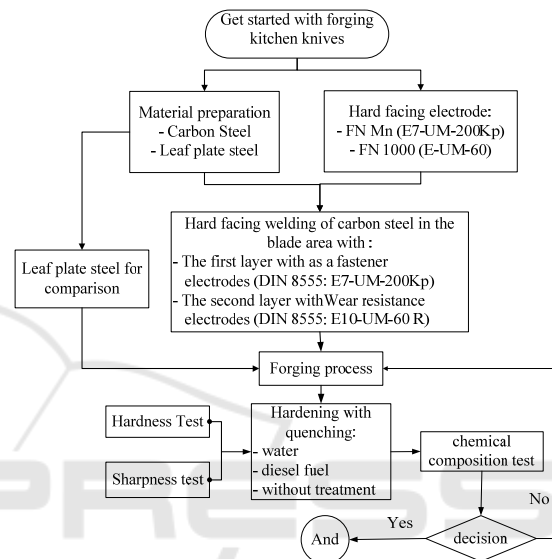 Get started with forging
kitchen knives
Material preparation
- Carbon Steel
- Leaf plate steel
Hard facing electrode:
- FN Mn (E7-UM-200Kp)
- FN 1000 (E-UM-60)
Hard facing welding of carbon steel in the
blade area with :
- The first layer with as a fastener
electrodes (DIN 8555: E7-UM-200Kp)
- The second layer withWear resistance
electrodes (DIN 8555: E10-UM-60 R)
Leaf plate steel for
comparison
Forging process
Hardness Test
Sharpness test
Hardening with
quenching:
- water
- diesel fuel
- without treatment
chemical
composition test
No
Yes
And
decision
PRESS